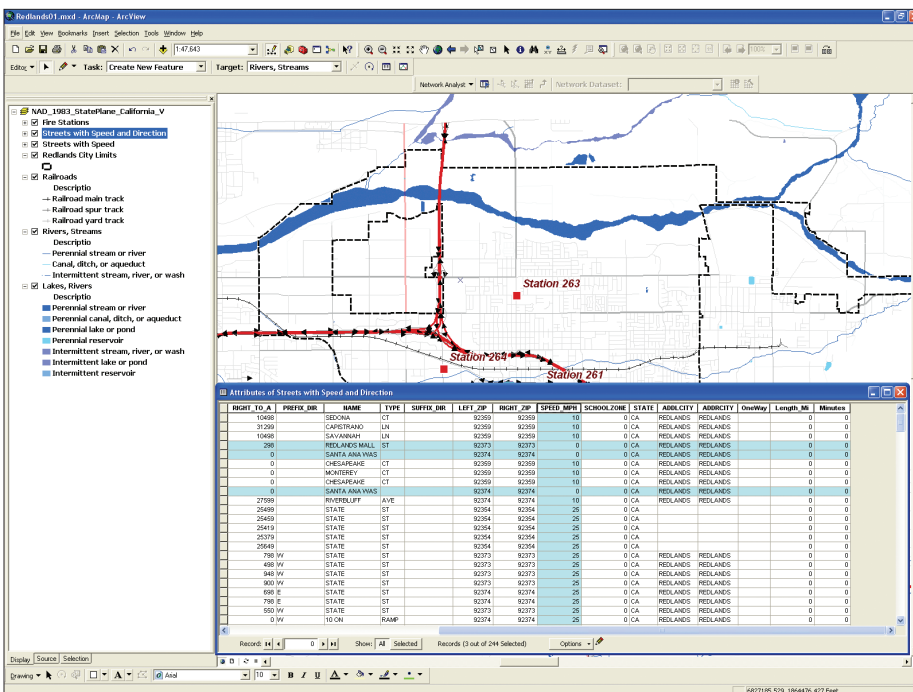 Redlands01.mxd - ArcMap - ArcView
File Edit View Bookmarks Insert Selection Tools Window Help
1:47,643
100%
Editor Task: Create New Feature Target: Rivers, Streams
Network Analyst Network Dataset:
NAD_1983_StatePlane_California_V
Fire Stations
Streets with Speed and Direction
Streets with Speed
Redlands City Limits
Railroads
Descriptio
Railroad main track
Railroad spur track
Railroad yard track
Rivers, Streams
Descriptio
Perennial stream or river
Canal, ditch, or aqueduct
Intermittent stream, river, or wash
Lakes, Rivers
Descriptio
Perennial stream or river
Perennial canal, ditch, or aqueduct
Perennial lake or pond
Perennial reservoir
Intermittent stream, river, or wash
Intermittent lake or pond
Intermittent reservoir
Station 263
Station 264
Station 261
Attributes of Streets with Speed and Direction
RIGHT_TO_A PREFIX_DIR NAME TYPE SUFFIX_DIR LEFT_ZIP RIGHT_ZIP SPEED_MPH SCHOOLZONE STATE ADDLCITY ADDRCITY OneWay Length_Mi Minutes
10498 SEDONA CT 92359 92359 10 0 CA REDLANDS REDLANDS 0 0
31299 CAPISTRANO LN 92359 92359 10 0 CA REDLANDS REDLANDS 0 0
10498 SAVANNAH LN 92359 92359 10 0 CA REDLANDS REDLANDS 0 0
298 REDLANDS MALL ST 92373 92373 0 0 CA REDLANDS REDLANDS 0 0
0 SANTA ANA WAS 92374 92374 0 0 CA REDLANDS REDLANDS 0 0
0 CHESAPEAKE CT 92359 92359 10 0 CA REDLANDS REDLANDS 0 0
0 MONTEREY CT 92359 92359 10 0 CA REDLANDS REDLANDS 0 0
0 CHESAPEAKE CT 92359 92359 10 0 CA REDLANDS REDLANDS 0 0
0 SANTA ANA WAS 92374 92374 0 0 CA REDLANDS REDLANDS 0 0
27599 RIVERBLUFF AVE 92374 92374 10 0 CA REDLANDS REDLANDS 0 0
25499 STATE ST 92354 92354 25 0 CA 0 0
25459 STATE ST 92354 92354 25 0 CA 0 0
25419 STATE ST 92354 92354 25 0 CA 0 0
25379 STATE ST 92354 92354 25 0 CA 0 0
25649 STATE ST 92354 92354 25 0 CA 0 0
798 W STATE ST 92373 92373 25 0 CA REDLANDS REDLANDS 0 0
498 W STATE ST 92373 92373 25 0 CA REDLANDS REDLANDS 0 0
948 W STATE ST 92373 92373 25 0 CA REDLANDS REDLANDS 0 0
900 W STATE ST 92373 92373 25 0 CA REDLANDS REDLANDS 0 0
698 E STATE ST 92374 92374 25 0 CA REDLANDS REDLANDS 0 0
798 E STATE ST 92374 92374 25 0 CA REDLANDS REDLANDS 0 0
550 W STATE ST 92373 92373 25 0 CA REDLANDS REDLANDS 0 0
0 W 10 ON RAMP 92374 92374 25 0 CA REDLANDS REDLANDS 0 0
Record: 0 Show: All Selected Records (3 out of 244 Selected) Options
Display Source Selection
Drawing A Arial 10 B I U A
6827185.529 1864476.427 Feet